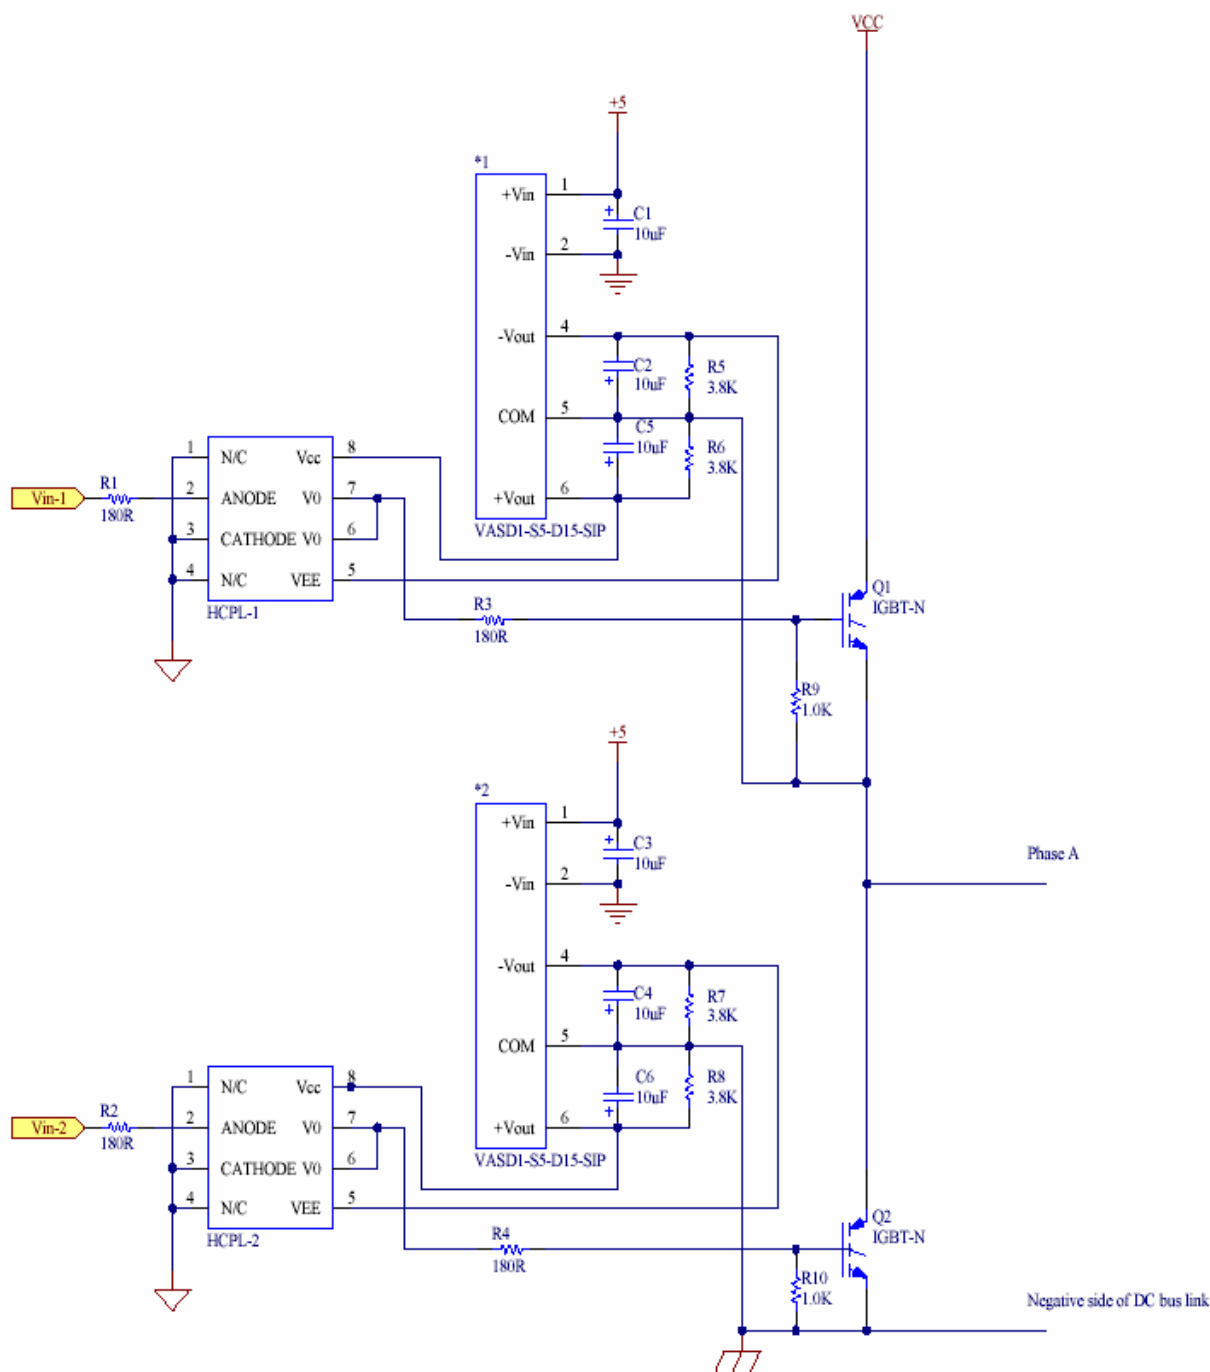 VCC
+5
*1
+Vin 1
C1
10uF
-Vin 2
-Vout 4
C2
10uF
R5
3.8K
COM 5
C5
10uF
R6
3.8K
+Vout 6
VASD1-S5-D15-SIP
Vin-1
R1
180R
1 N/C Vcc 8
2 ANODE V0 7
3 CATHODE V0 6
4 N/C VEE 5
HCPL-1
R3
180R
Q1
IGBT-N
R9
1.0K
+5
*2
+Vin 1
C3
10uF
-Vin 2
Phase A
-Vout 4
C4
10uF
R7
3.8K
COM 5
C6
10uF
R8
3.8K
+Vout 6
VASD1-S5-D15-SIP
Vin-2
R2
180R
1 N/C Vcc 8
2 ANODE V0 7
3 CATHODE V0 6
4 N/C VEE 5
HCPL-2
R4
180R
Q2
IGBT-N
R10
1.0K
Negative side of DC bus link